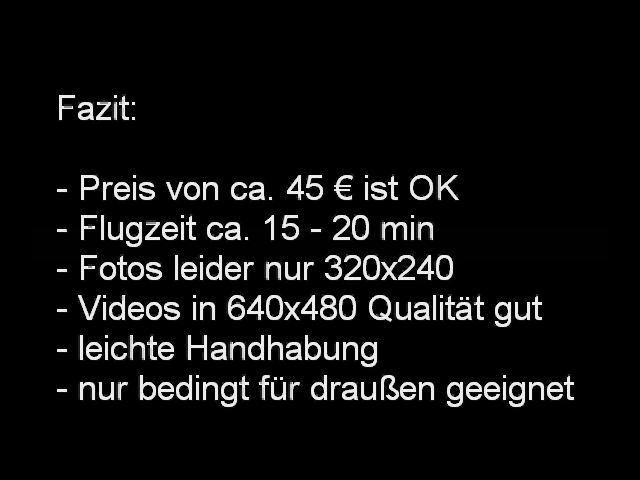 Fazit:
- Preis von ca. 45 € ist OK
- Flugzeit ca. 15 - 20 min
- Fotos leider nur 320x240
- Videos in 640x480 Qualität gut
- leichte Handhabung
- nur bedingt für draußen geeignet